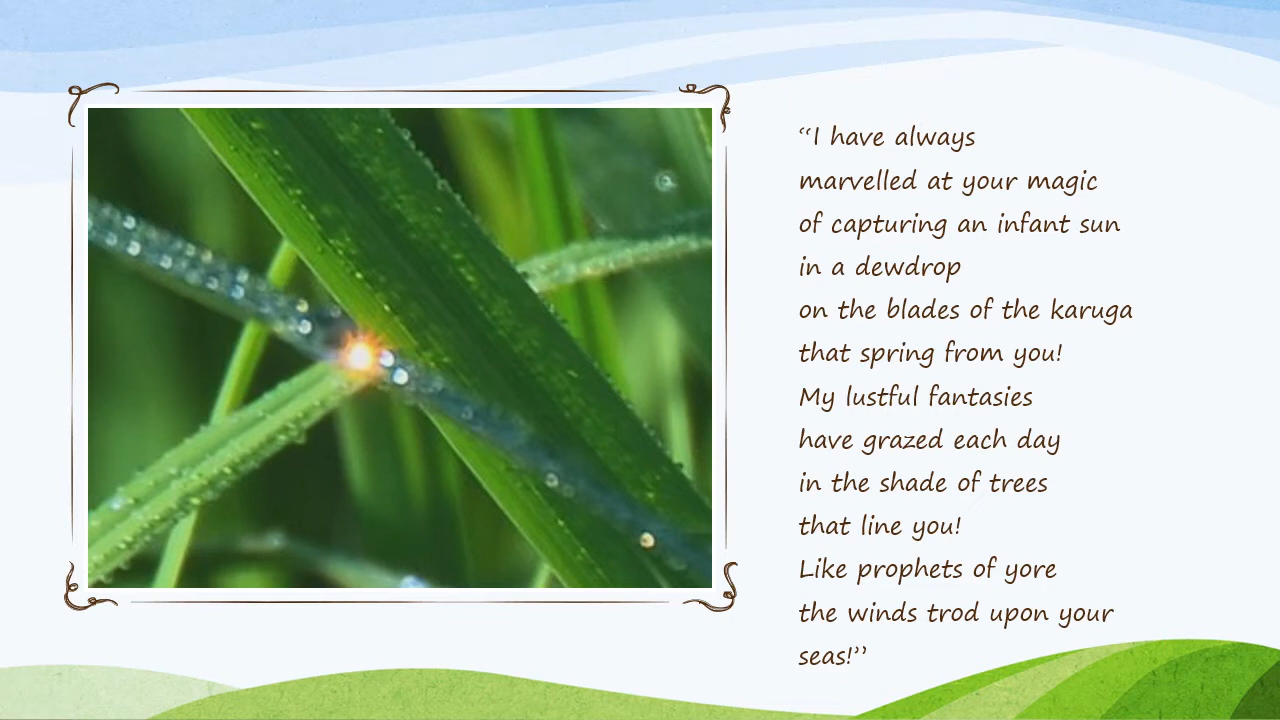 “I have always
marvelled at your magic
of capturing an infant sun
in a dewdrop
on the blades of the karuga
that spring from you!
My lustful fantasies
have grazed each day
in the shade of trees
that line you!
Like prophets of yore
the winds trod upon your
seas!”